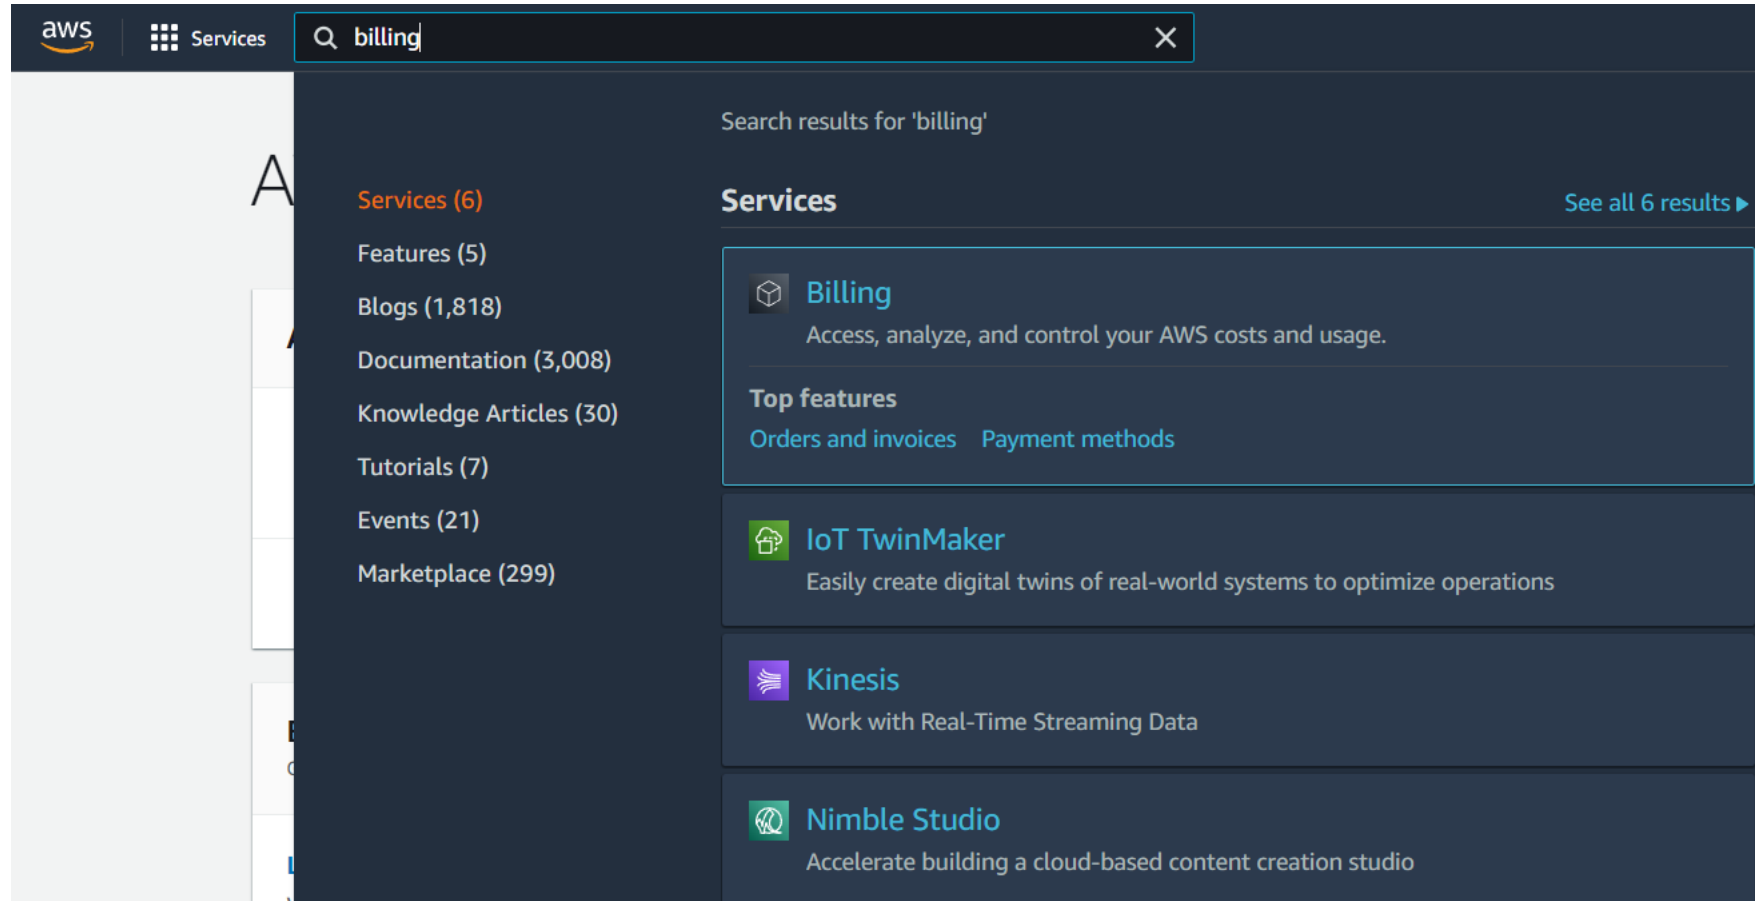 aws
Services
billing
Search results for 'billing'
Services (6)
Features (5)
Blogs (1,818)
Documentation (3,008)
Knowledge Articles (30)
Tutorials (7)
Events (21)
Marketplace (299)
Services
See all 6 results
Billing
Access, analyze, and control your AWS costs and usage.
Top features
Orders and invoices Payment methods
IoT TwinMaker
Easily create digital twins of real-world systems to optimize operations
Kinesis
Work with Real-Time Streaming Data
Nimble Studio
Accelerate building a cloud-based content creation studio